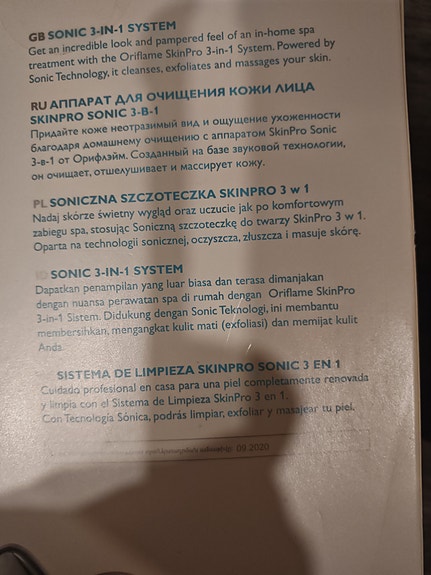 GB SONIC 3-IN-1 SYSTEM
Get an incredible look and pampered feel of an in-home spa
treatment with the Oriflame SkinPro 3-in-1 System. Powered by
Sonic Technology, it cleanses, exfoliates and massages your skin.
RU АППАРАТ ДЛЯ ОЧИЩЕНИЯ КОЖИ ЛИЦА
SKINPRO SONIC 3-В-1
Придайте коже неотразимый вид и ощущение ухоженности
благодаря домашнему очищению с аппаратом SkinPro Sonic
3-в-1 от Орифлэйм. Созданный на базе звуковой технологии,
он очищает, отшелушивает и массирует кожу.
PL SONICZNA SZCZOTECZKA SKINPRO 3 w 1
Nadaj skórze świetny wygląd oraz uczucie jak po komfortowym
zabiegu spa, stosując Soniczną szczoteczkę do twarzy SkinPro 3 w 1.
Oparta na technologii sonicznej, oczyszcza, złuszcza i masuje skórę.
ID SONIC 3-IN-1 SYSTEM
Dapatkan penampilan yang luar biasa dan terasa dimanjakan
dengan nuansa perawatan spa di rumah dengan Oriflame SkinPro
3-in-1 Sistem. Didukung dengan Sonic Teknologi, ini membantu
membersihkan, mengangkat kulit mati (exfoliasi) dan memijat kulit
Anda.
SISTEMA DE LIMPIEZA SKINPRO SONIC 3 EN 1
Cuidado profesional en casa para una piel completamente renovada
y limpia con el Sistema de Limpieza SkinPro 3 en 1.
Con Tecnología Sónica, podrás limpiar, exfoliar y masajear tu piel.
09.2020